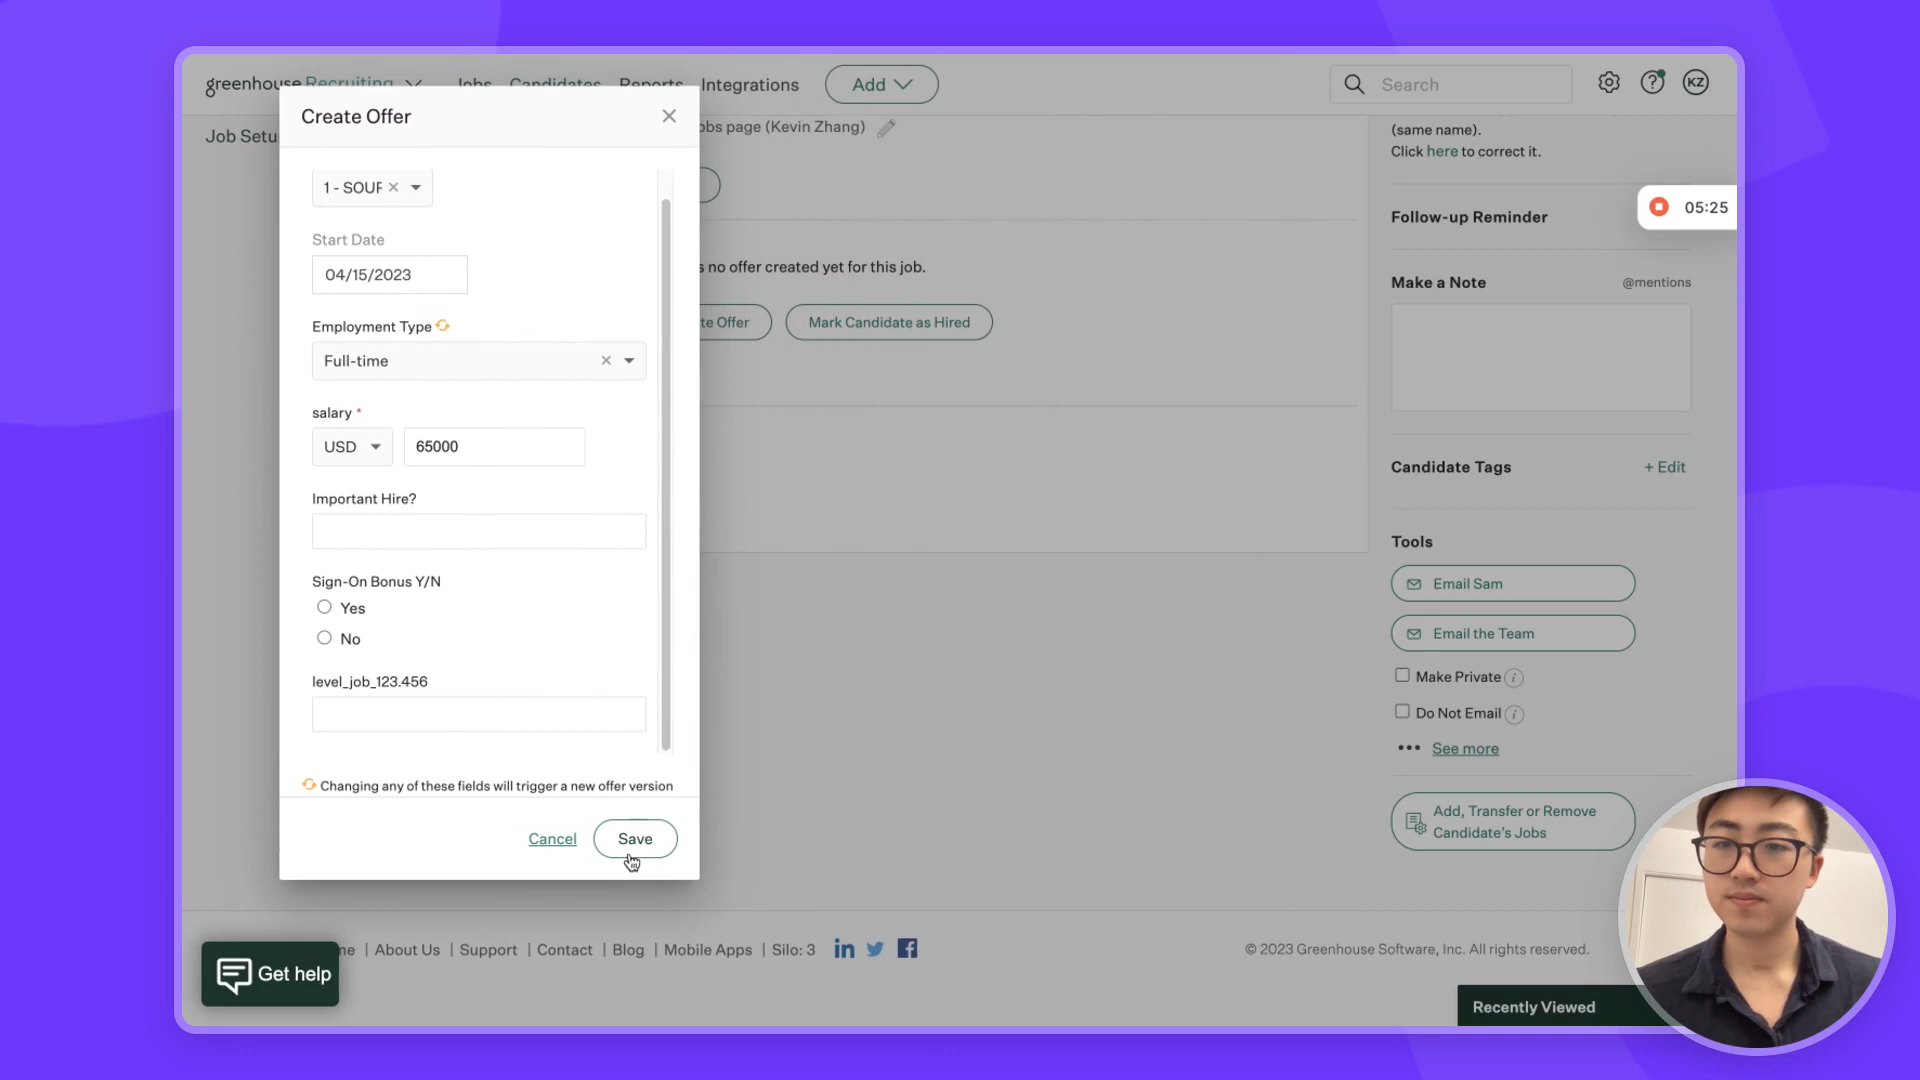 greenhouse Recruiting
Jobs
Candidates
Reports
Integrations
Add
Search
KZ
Create Offer
Job Setu
obs page (Kevin Zhang)
1 - SOUF
Start Date
04/15/2023
Employment Type
Full-time
salary *
USD
65000
Important Hire?
Sign-On Bonus Y/N
Yes
No
level_job_123.456
Changing any of these fields will trigger a new offer version
Cancel
Save
s no offer created yet for this job.
te Offer
Mark Candidate as Hired
(same name).
Click here to correct it.
Follow-up Reminder
05:25
Make a Note
@mentions
Candidate Tags
+ Edit
Tools
Email Sam
Email the Team
Make Private
Do Not Email
See more
Add, Transfer or Remove
Candidate's Jobs
me | About Us | Support | Contact | Blog | Mobile Apps | Silo: 3
© 2023 Greenhouse Software, Inc. All rights reserved.
Get help
Recently Viewed